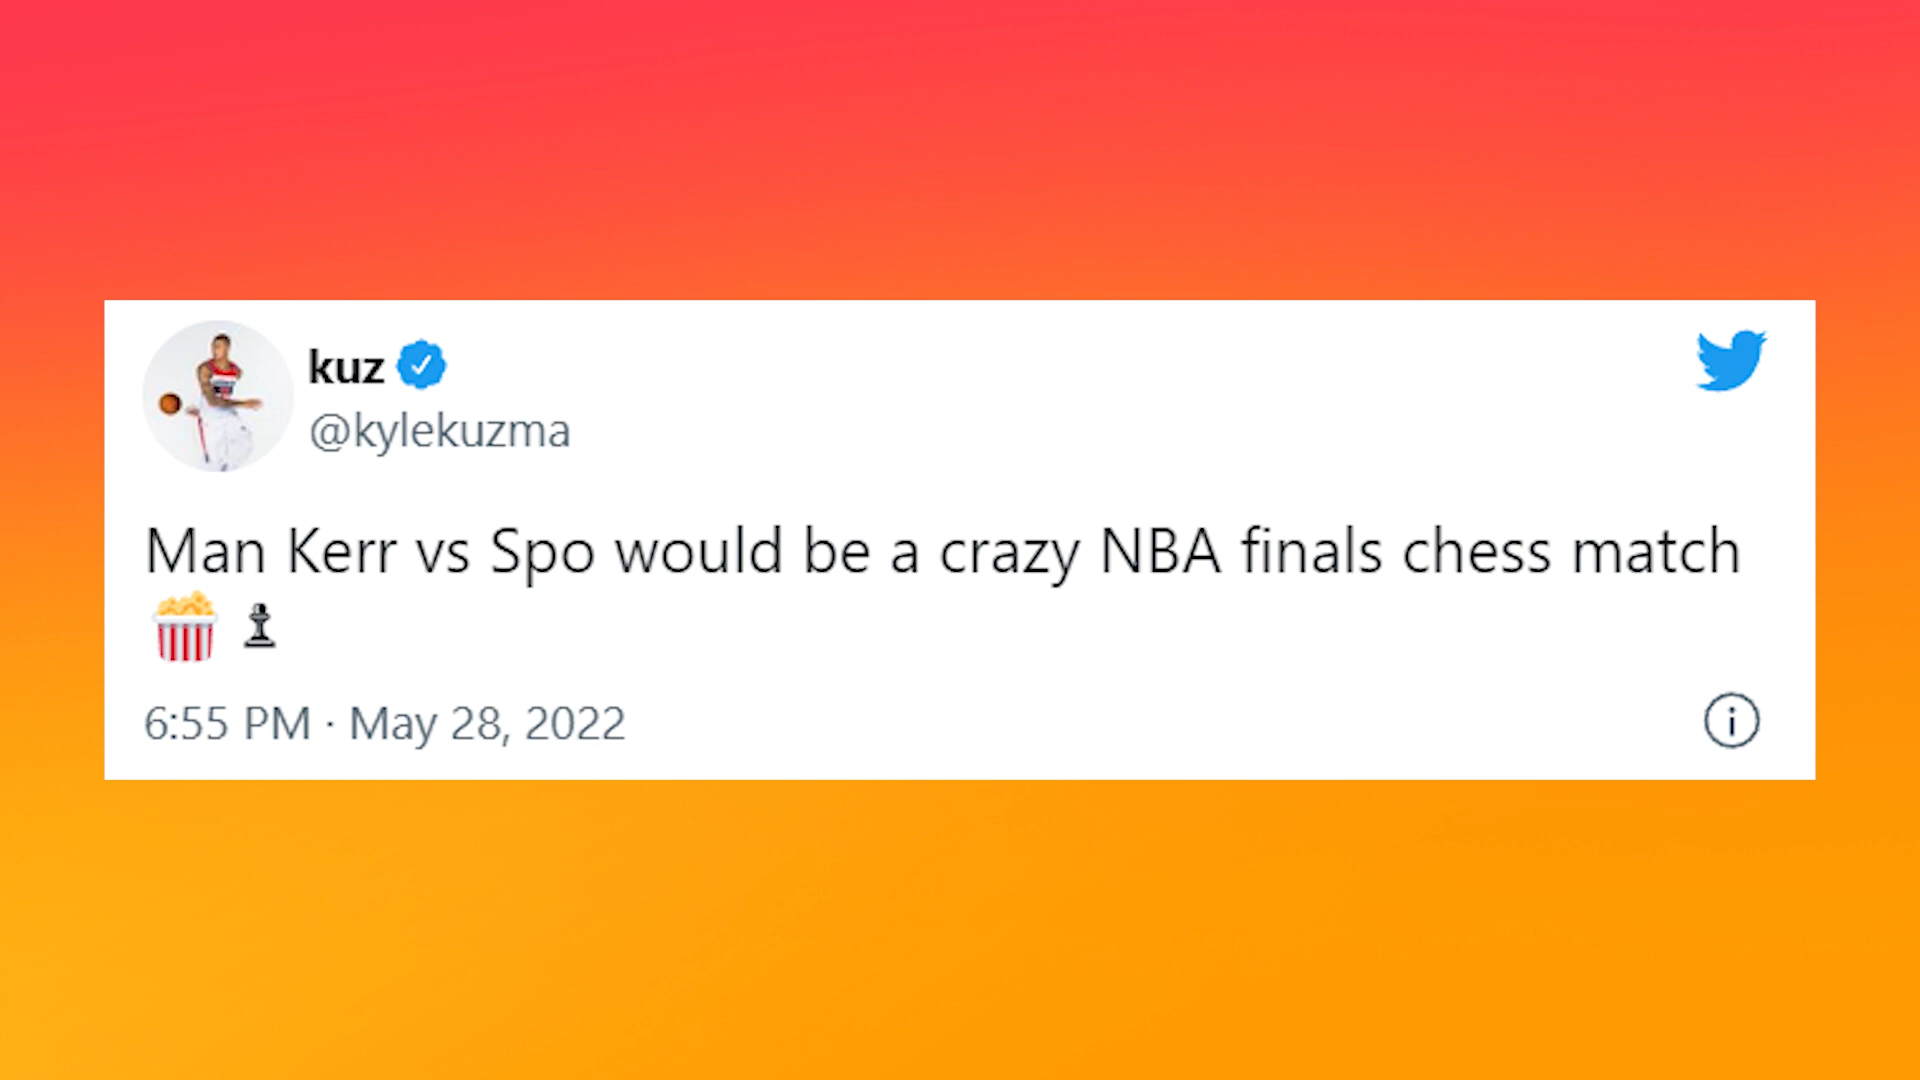 kuz
@kylekuzma
Man Kerr vs Spo would be a crazy NBA finals chess match
🍿 ♟
6:55 PM · May 28, 2022